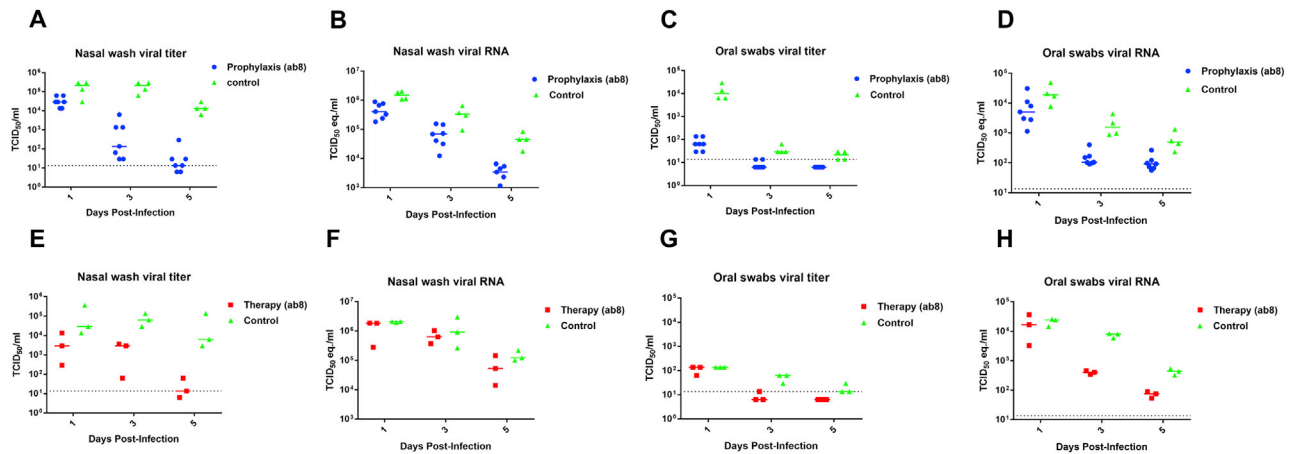 A
Nasal wash viral titer
Prophylaxis (ab8)
control
TCID50/ml
10^6
10^5
10^4
10^3
10^2
10^1
10^0
1 3 5
Days Post-Infection
B
Nasal wash viral RNA
Prophylaxis (ab8)
Control
TCID50 eq./ml
10^7
10^6
10^5
10^4
10^3
1 3 5
Days Post-Infection
C
Oral swabs viral titer
Prophylaxis (ab8)
Control
TCID50/ml
10^5
10^4
10^3
10^2
10^1
10^0
1 3 5
Days Post-Infection
D
Oral swabs viral RNA
Prophylaxis (ab8)
Control
TCID50 eq./ml
10^5
10^4
10^3
10^2
10^1
1 3 5
Days Post-Infection
E
Nasal wash viral titer
Therapy (ab8)
Control
TCID50/ml
10^6
10^5
10^4
10^3
10^2
10^1
10^0
1 3 5
Days Post-Infection
F
Nasal wash viral RNA
Therapy (ab8)
Control
TCID50 eq./ml
10^7
10^6
10^5
10^4
10^3
1 3 5
Days Post-Infection
G
Oral swabs viral titer
Therapy (ab8)
Control
TCID50/ml
10^5
10^4
10^3
10^2
10^1
10^0
1 3 5
Days Post-Infection
H
Oral swabs viral RNA
Therapy (ab8)
Control
TCID50 eq./ml
10^5
10^4
10^3
10^2
10^1
1 3 5
Days Post-Infection